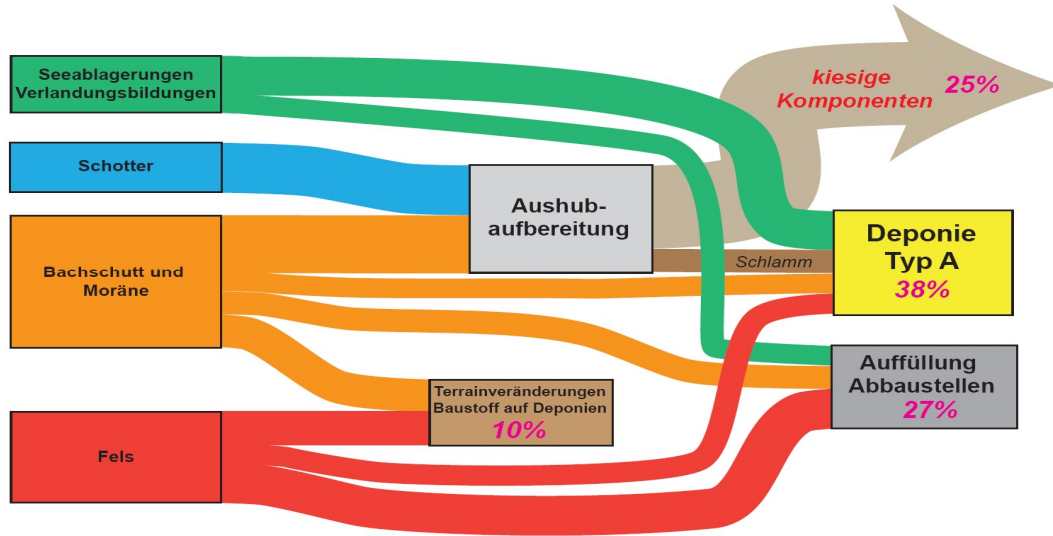 Seeablagerungen
Verlandungsbildungen
kiesige
Komponenten
25%
Schotter
Aushub-
aufbereitung
Bachschutt und
Moräne
Schlamm
Deponie
Typ A
38%
Auffüllung
Abbaustellen
27%
Terrainveränderungen
Baustoff auf Deponien
10%
Fels